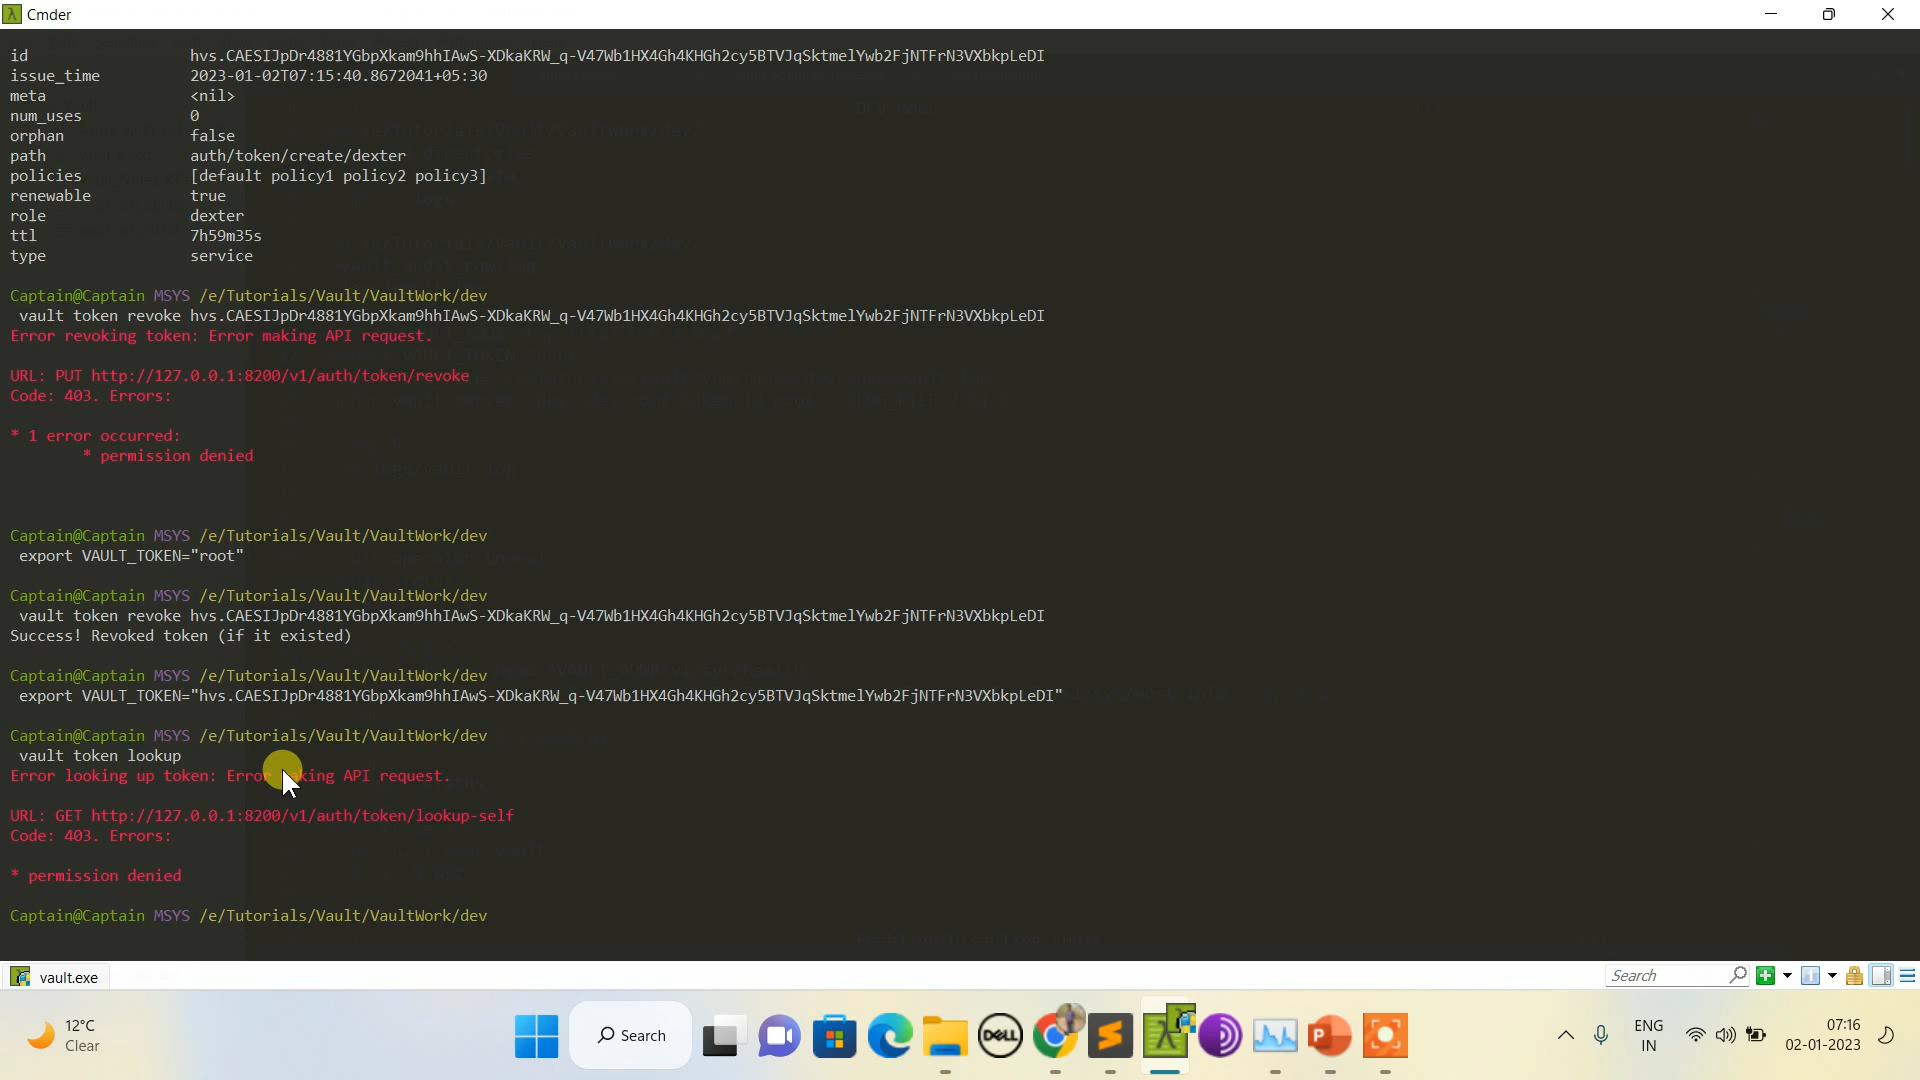 Cmder
id hvs.CAESIJpDr4881YGbpXkam9hhIAwS-XDkaKRW_q-V47Wb1HX4Gh4KHGh2cy5BTVJqSktmelYwb2FjNTFrN3VXbkpLeDI
issue_time 2023-01-02T07:15:40.8672041+05:30
meta <nil>
num_uses 0
orphan false
path auth/token/create/dexter
policies [default policy1 policy2 policy3]
renewable true
role dexter
ttl 7h59m35s
type service
Captain@Captain MSYS /e/Tutorials/Vault/VaultWork/dev
vault token revoke hvs.CAESIJpDr4881YGbpXkam9hhIAwS-XDkaKRW_q-V47Wb1HX4Gh4KHGh2cy5BTVJqSktmelYwb2FjNTFrN3VXbkpLeDI
Error revoking token: Error making API request.
URL: PUT http://127.0.0.1:8200/v1/auth/token/revoke
Code: 403. Errors:
* 1 error occurred:
* permission denied
Captain@Captain MSYS /e/Tutorials/Vault/VaultWork/dev
export VAULT_TOKEN="root"
Captain@Captain MSYS /e/Tutorials/Vault/VaultWork/dev
vault token revoke hvs.CAESIJpDr4881YGbpXkam9hhIAwS-XDkaKRW_q-V47Wb1HX4Gh4KHGh2cy5BTVJqSktmelYwb2FjNTFrN3VXbkpLeDI
Success! Revoked token (if it existed)
Captain@Captain MSYS /e/Tutorials/Vault/VaultWork/dev
export VAULT_TOKEN="hvs.CAESIJpDr4881YGbpXkam9hhIAwS-XDkaKRW_q-V47Wb1HX4Gh4KHGh2cy5BTVJqSktmelYwb2FjNTFrN3VXbkpLeDI"
Captain@Captain MSYS /e/Tutorials/Vault/VaultWork/dev
vault token lookup
Error looking up token: Error making API request.
URL: GET http://127.0.0.1:8200/v1/auth/token/lookup-self
Code: 403. Errors:
* permission denied
Captain@Captain MSYS /e/Tutorials/Vault/VaultWork/dev
vault.exe
Search
12°C
Clear
Search
DELL
ENG
IN
07:16
02-01-2023